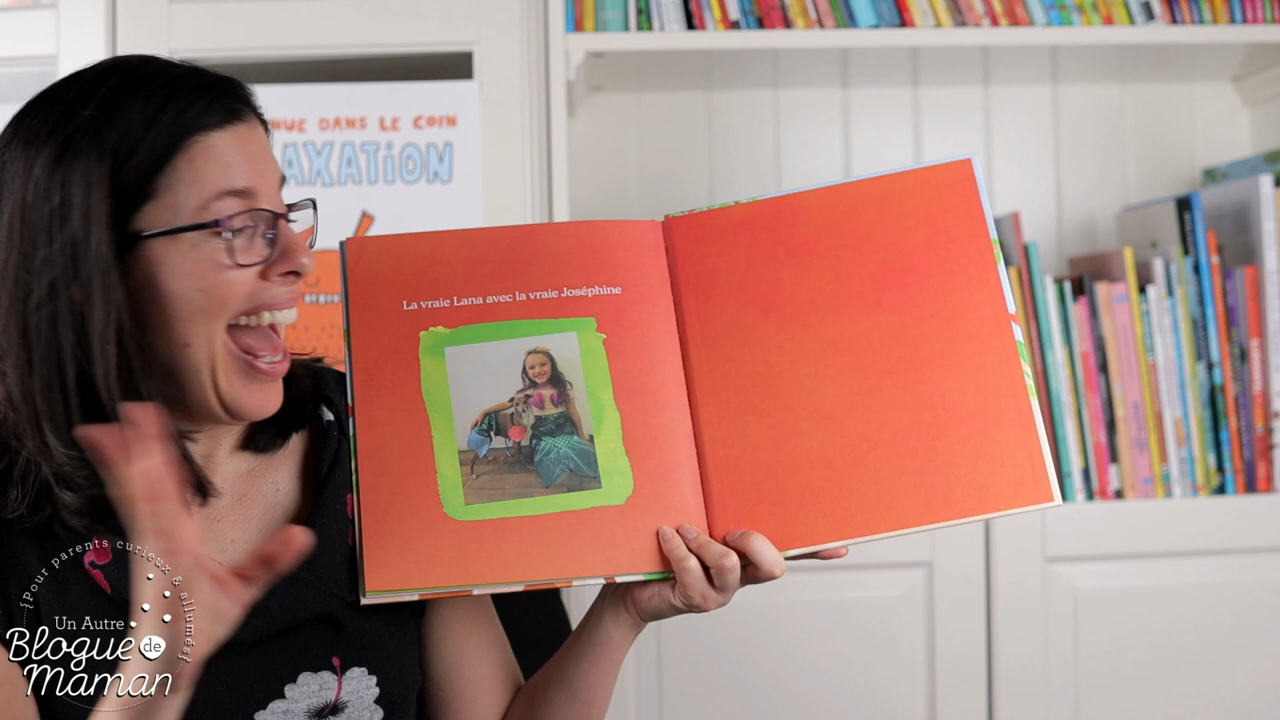 NUE DANS LE COIN
AXATION
La vraie Lana avec la vraie Joséphine
{Pour parents curieux & allumés}
Un Autre
Blogue de
Maman